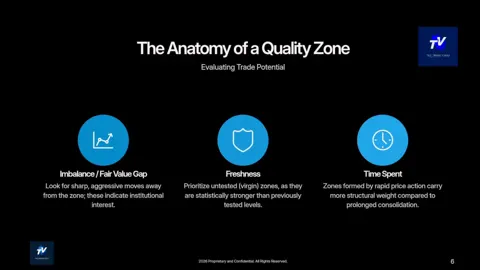 The Anatomy of a Quality Zone
Evaluating Trade Potential
TV
Imbalance / Fair Value Gap
Look for sharp, aggressive moves away
from the zone; these indicate institutional
interest.
Freshness
Prioritize untested (virgin) zones, as they
are statistically stronger than previously
tested levels.
Time Spent
Zones formed by rapid price action carry
more structural weight compared to
prolonged consolidation.
TV
2026 Proprietary and Confidential. All Rights Reserved.
6